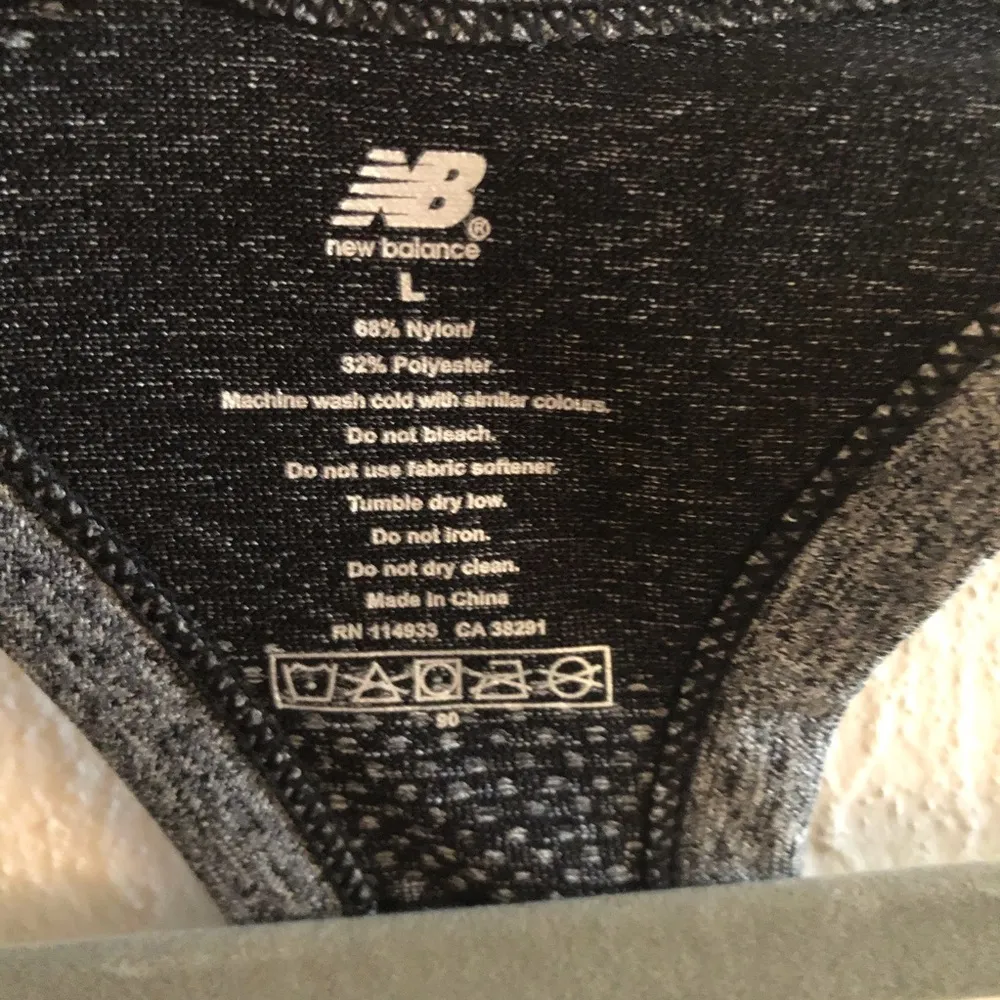 NB®
new balance
L
68% Nylon/
32% Polyester
Machine wash cold with similar colours.
Do not bleach.
Do not use fabric softener.
Tumble dry low.
Do not iron.
Do not dry clean.
Made in China
RN 114933 CA 38291
90